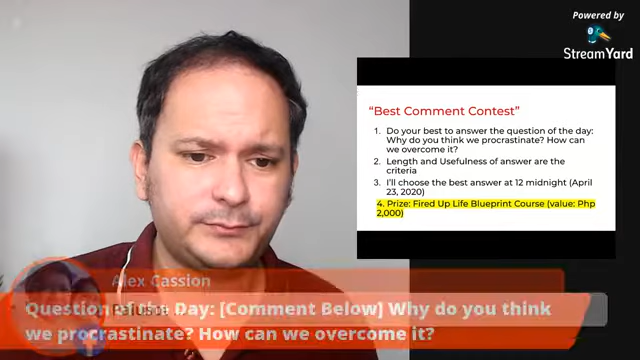 Powered by
StreamYard
“Best Comment Contest”
1. Do your best to answer the question of the day:
Why do you think we procrastinate? How can
we overcome it?
2. Length and Usefulness of answer are the
criteria
3. I'll choose the best answer at 12 midnight (April
23, 2020)
4. Prize: Fired Up Life Blueprint Course (value: Php
2,000)
Alex Cassion
Question of the Day: [Comment Below] Why do you think
we procrastinate? How can we overcome it?